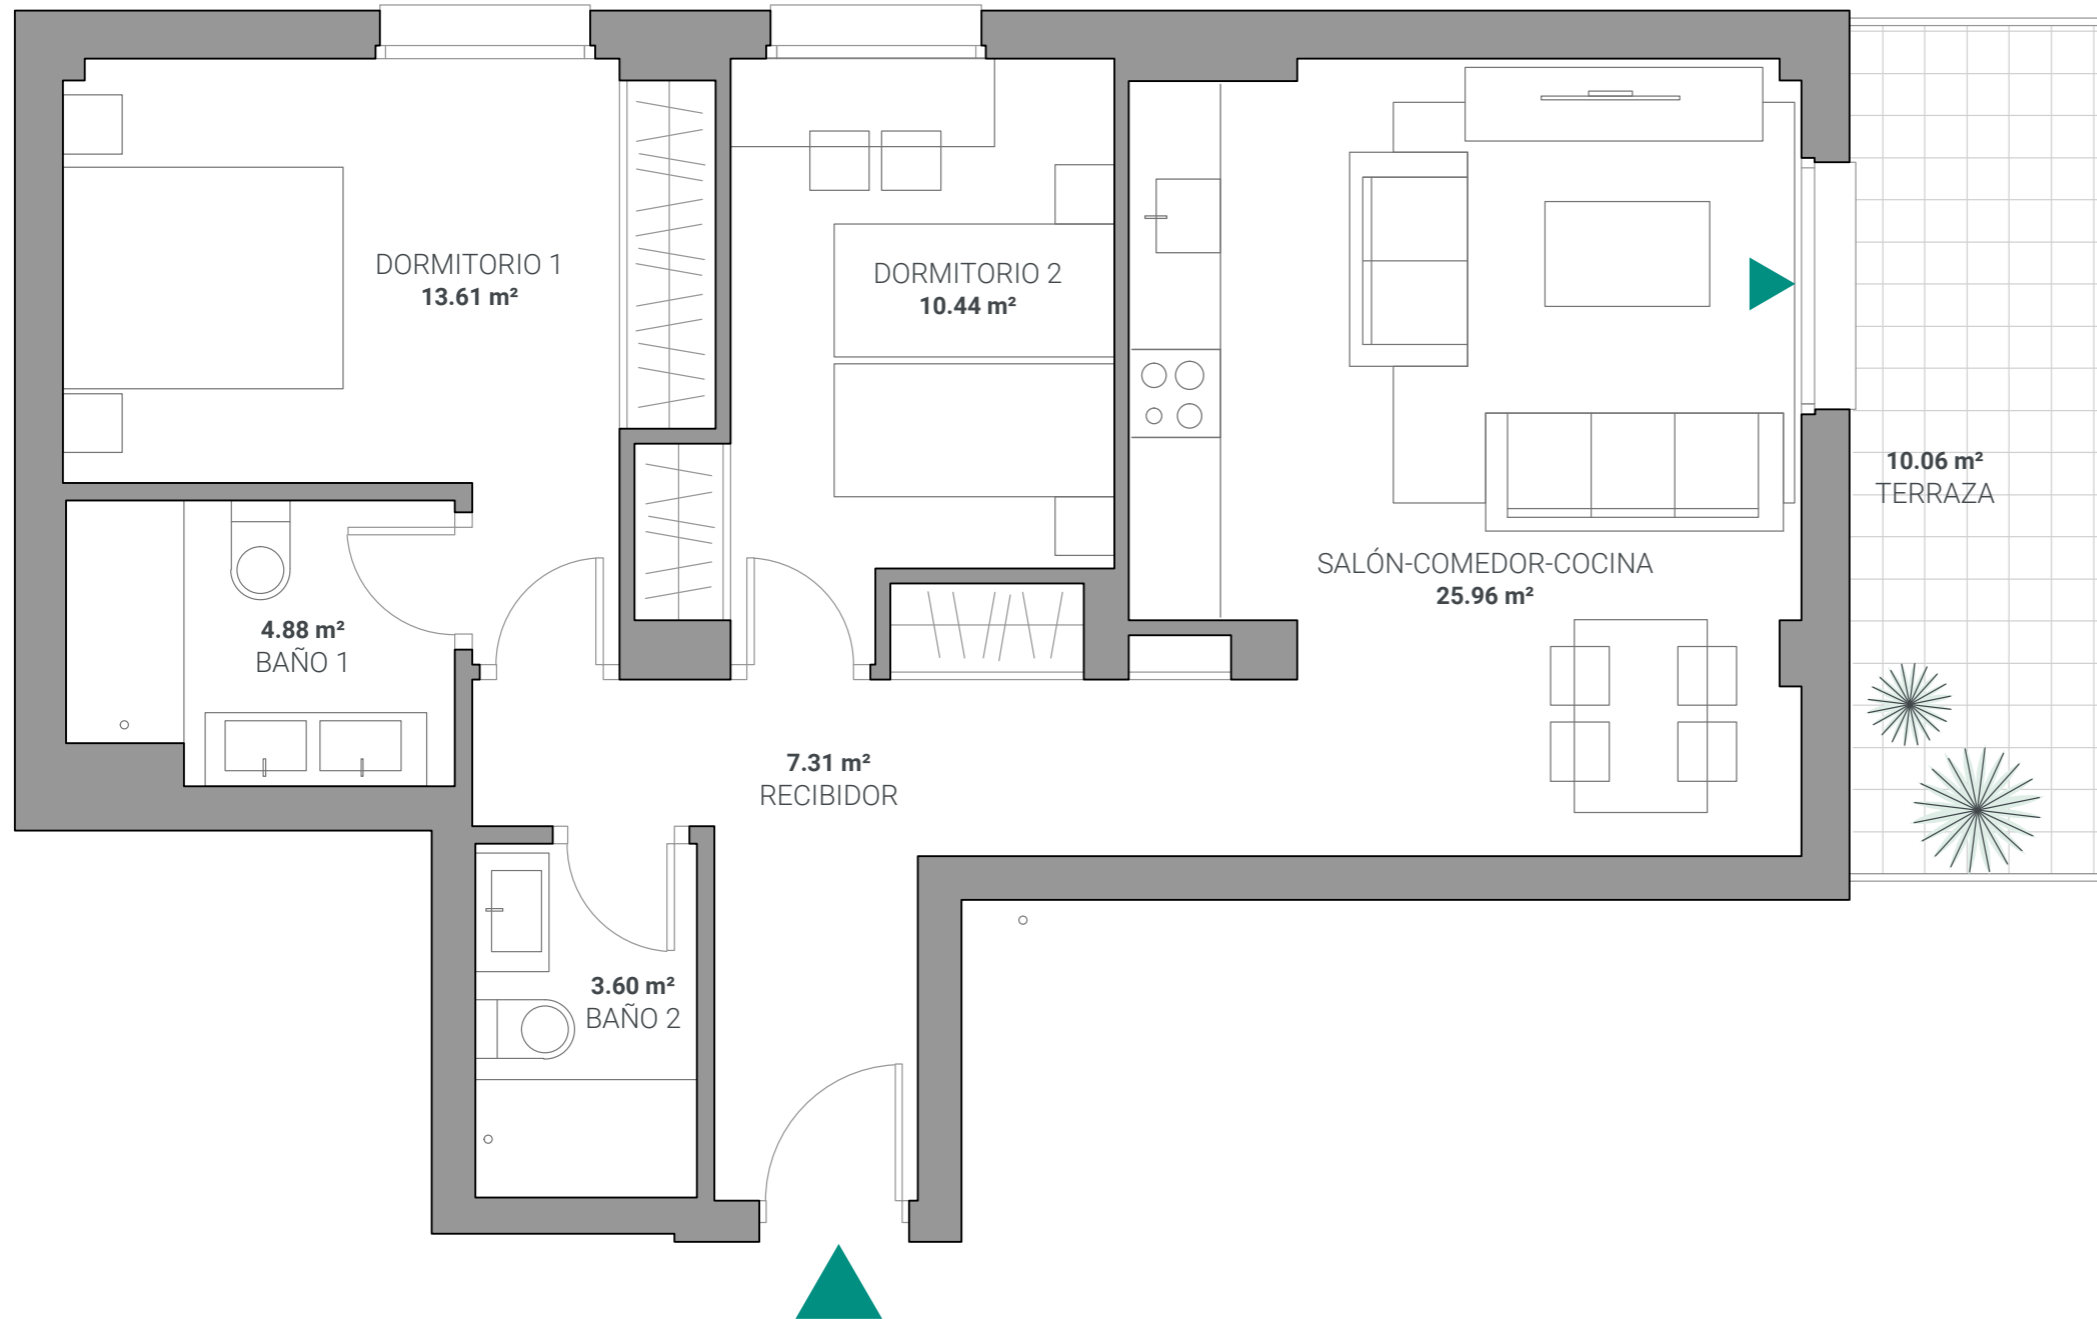 DORMITORIO 1
13.61 m²
DORMITORIO 2
10.44 m²
10.06 m²
TERRAZA
SALÓN-COMEDOR-COCINA
25.96 m²
4.88 m²
BAÑO 1
7.31 m²
RECIBIDOR
3.60 m²
BAÑO 2